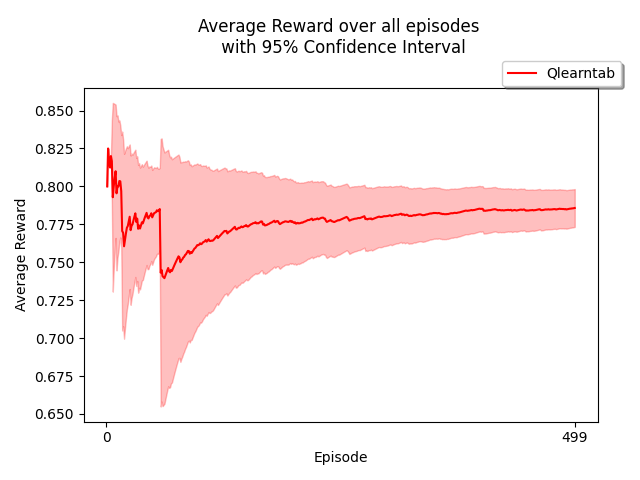 Average Reward over all episodes
with 95% Confidence Interval
Qlearntab
0.850
0.825
0.800
0.775
0.750
0.725
0.700
0.675
0.650
Average Reward
0
499
Episode